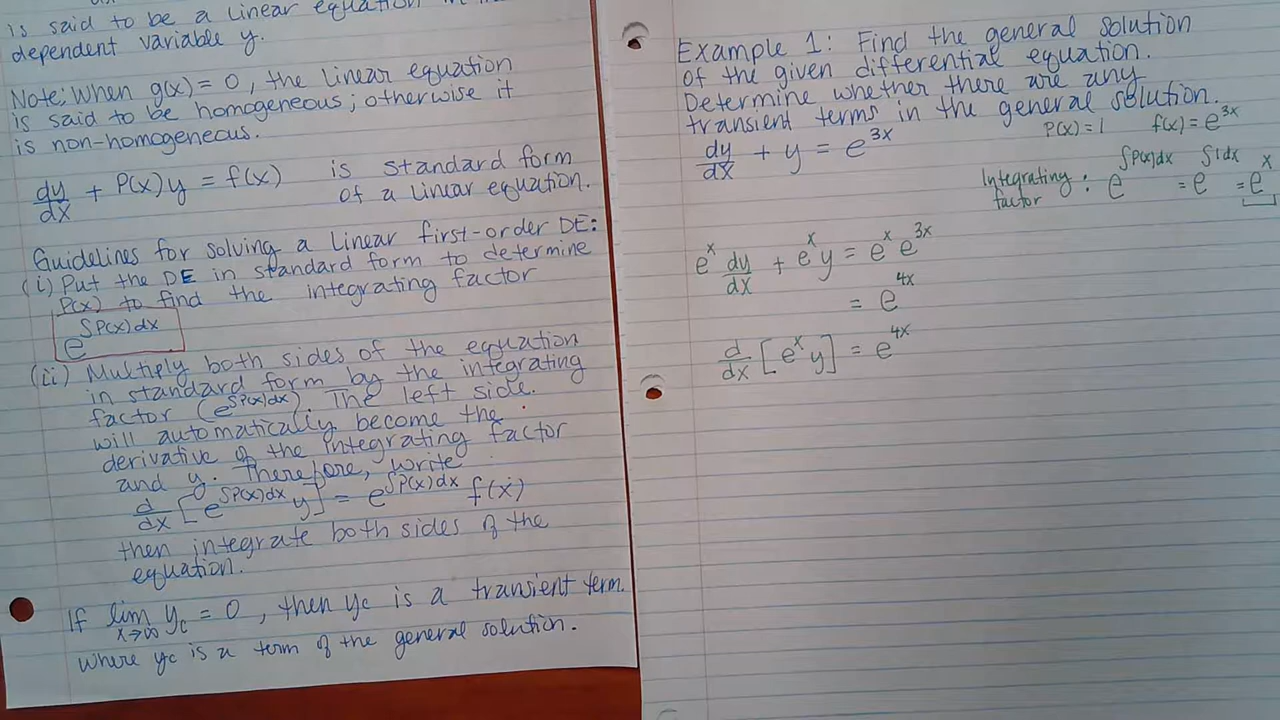 is said to be a linear equation in the
dependent variable y.
Note: When g(x) = 0, the linear equation
is said to be homogeneous; otherwise it
is non-homogeneous.
dy/dx + P(x)y = f(x) is standard form
of a linear equation.
Guidelines for solving a linear first-order DE:
(i) Put the DE in standard form to determine
P(x) to find the integrating factor
e^∫P(x)dx
(ii) Multiply both sides of the equation
in standard form by the integrating
factor (e^∫P(x)dx). The left side
will automatically become the
derivative of the integrating factor
and y. Therefore, write
d/dx [e^∫P(x)dx y] = e^∫P(x)dx f(x)
then integrate both sides of the
equation.
If lim x→∞ yc = 0, then yc is a transient term.
where yc is a term of the general solution.
Example 1: Find the general solution
of the given differential equation.
Determine whether there are any
transient terms in the general solution.
dy/dx + y = e^3x
P(x) = 1 f(x) = e^3x
Integrating factor : e^∫P(x)dx = e^∫1dx = e^x
e^x dy/dx + e^x y = e^x e^3x
= e^4x
d/dx [e^x y] = e^4x